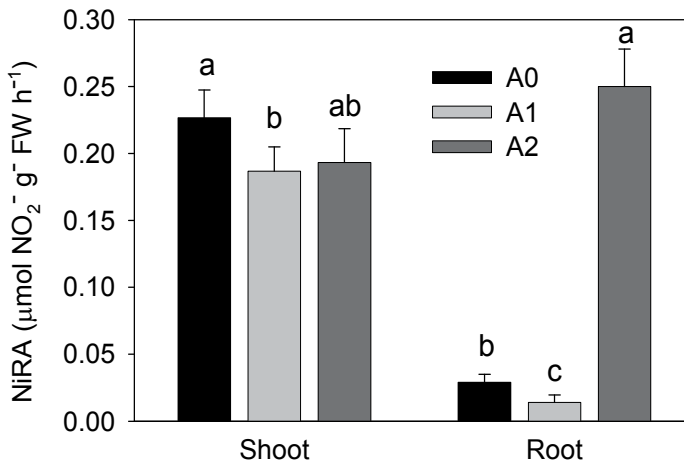 NiRA (μmol NO₂⁻ g⁻ FW h⁻¹)
0.30
0.25
0.20
0.15
0.10
0.05
0.00
a
b
ab
b
c
a
A0
A1
A2
Shoot
Root